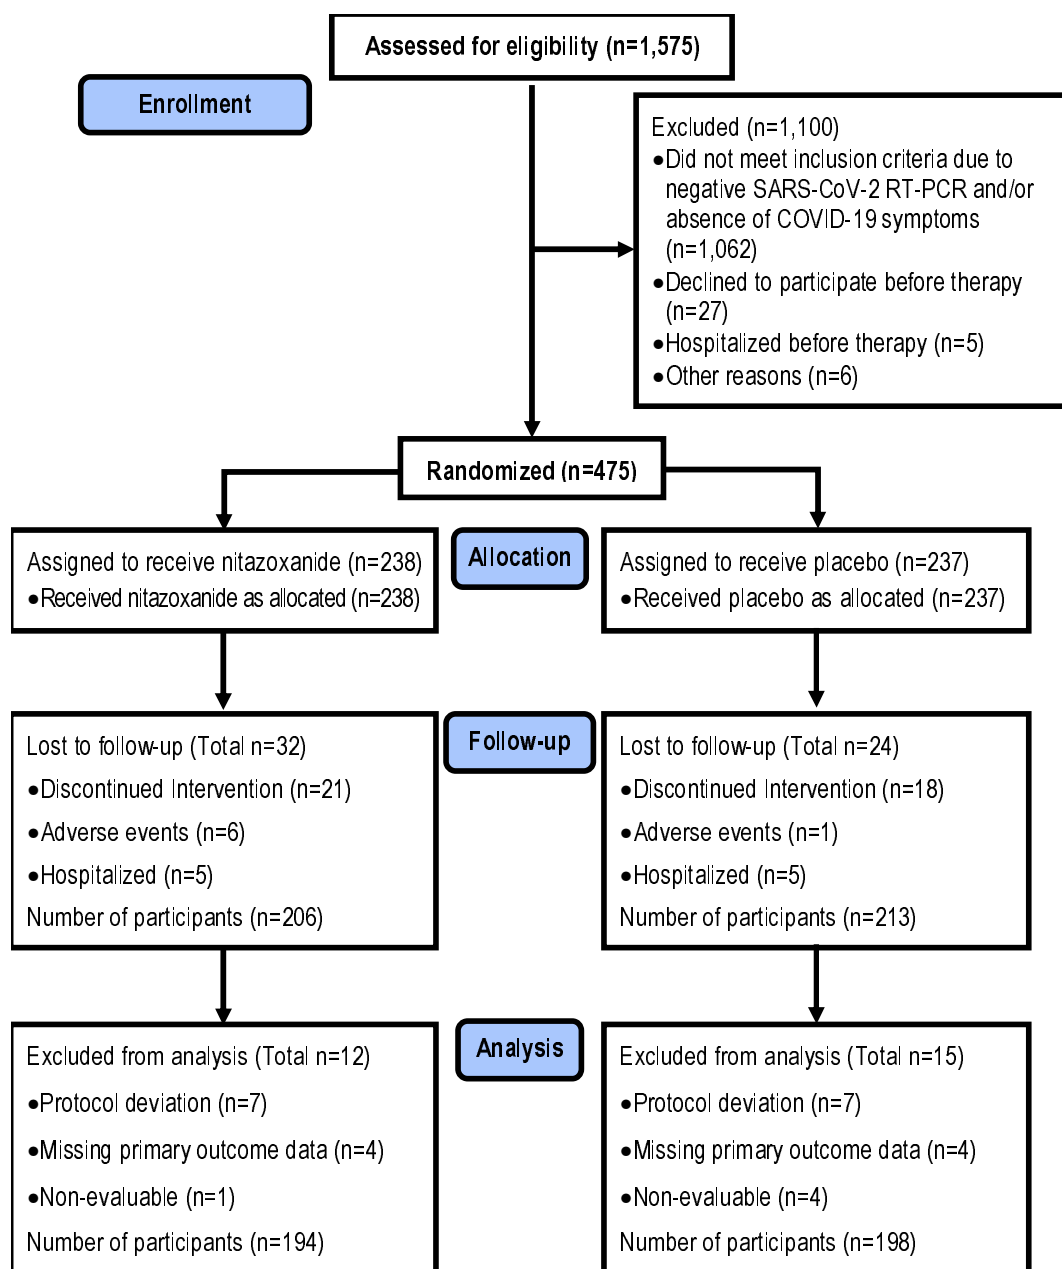 Assessed for eligibility (n=1,575)
Enrollment
Excluded (n=1,100)
●Did not meet inclusion criteria due to
negative SARS-CoV-2 RT-PCR and/or
absence of COVID-19 symptoms
(n=1,062)
●Declined to participate before therapy
(n=27)
●Hospitalized before therapy (n=5)
●Other reasons (n=6)
Randomized (n=475)
Assigned to receive nitazoxanide (n=238)
●Received nitazoxanide as allocated (n=238)
Allocation
Assigned to receive placebo (n=237)
●Received placebo as allocated (n=237)
Lost to follow-up (Total n=32)
●Discontinued Intervention (n=21)
●Adverse events (n=6)
●Hospitalized (n=5)
Number of participants (n=206)
Follow-up
Lost to follow-up (Total n=24)
●Discontinued Intervention (n=18)
●Adverse events (n=1)
●Hospitalized (n=5)
Number of participants (n=213)
Excluded from analysis (Total n=12)
●Protocol deviation (n=7)
●Missing primary outcome data (n=4)
●Non-evaluable (n=1)
Number of participants (n=194)
Analysis
Excluded from analysis (Total n=15)
●Protocol deviation (n=7)
●Missing primary outcome data (n=4)
●Non-evaluable (n=4)
Number of participants (n=198)